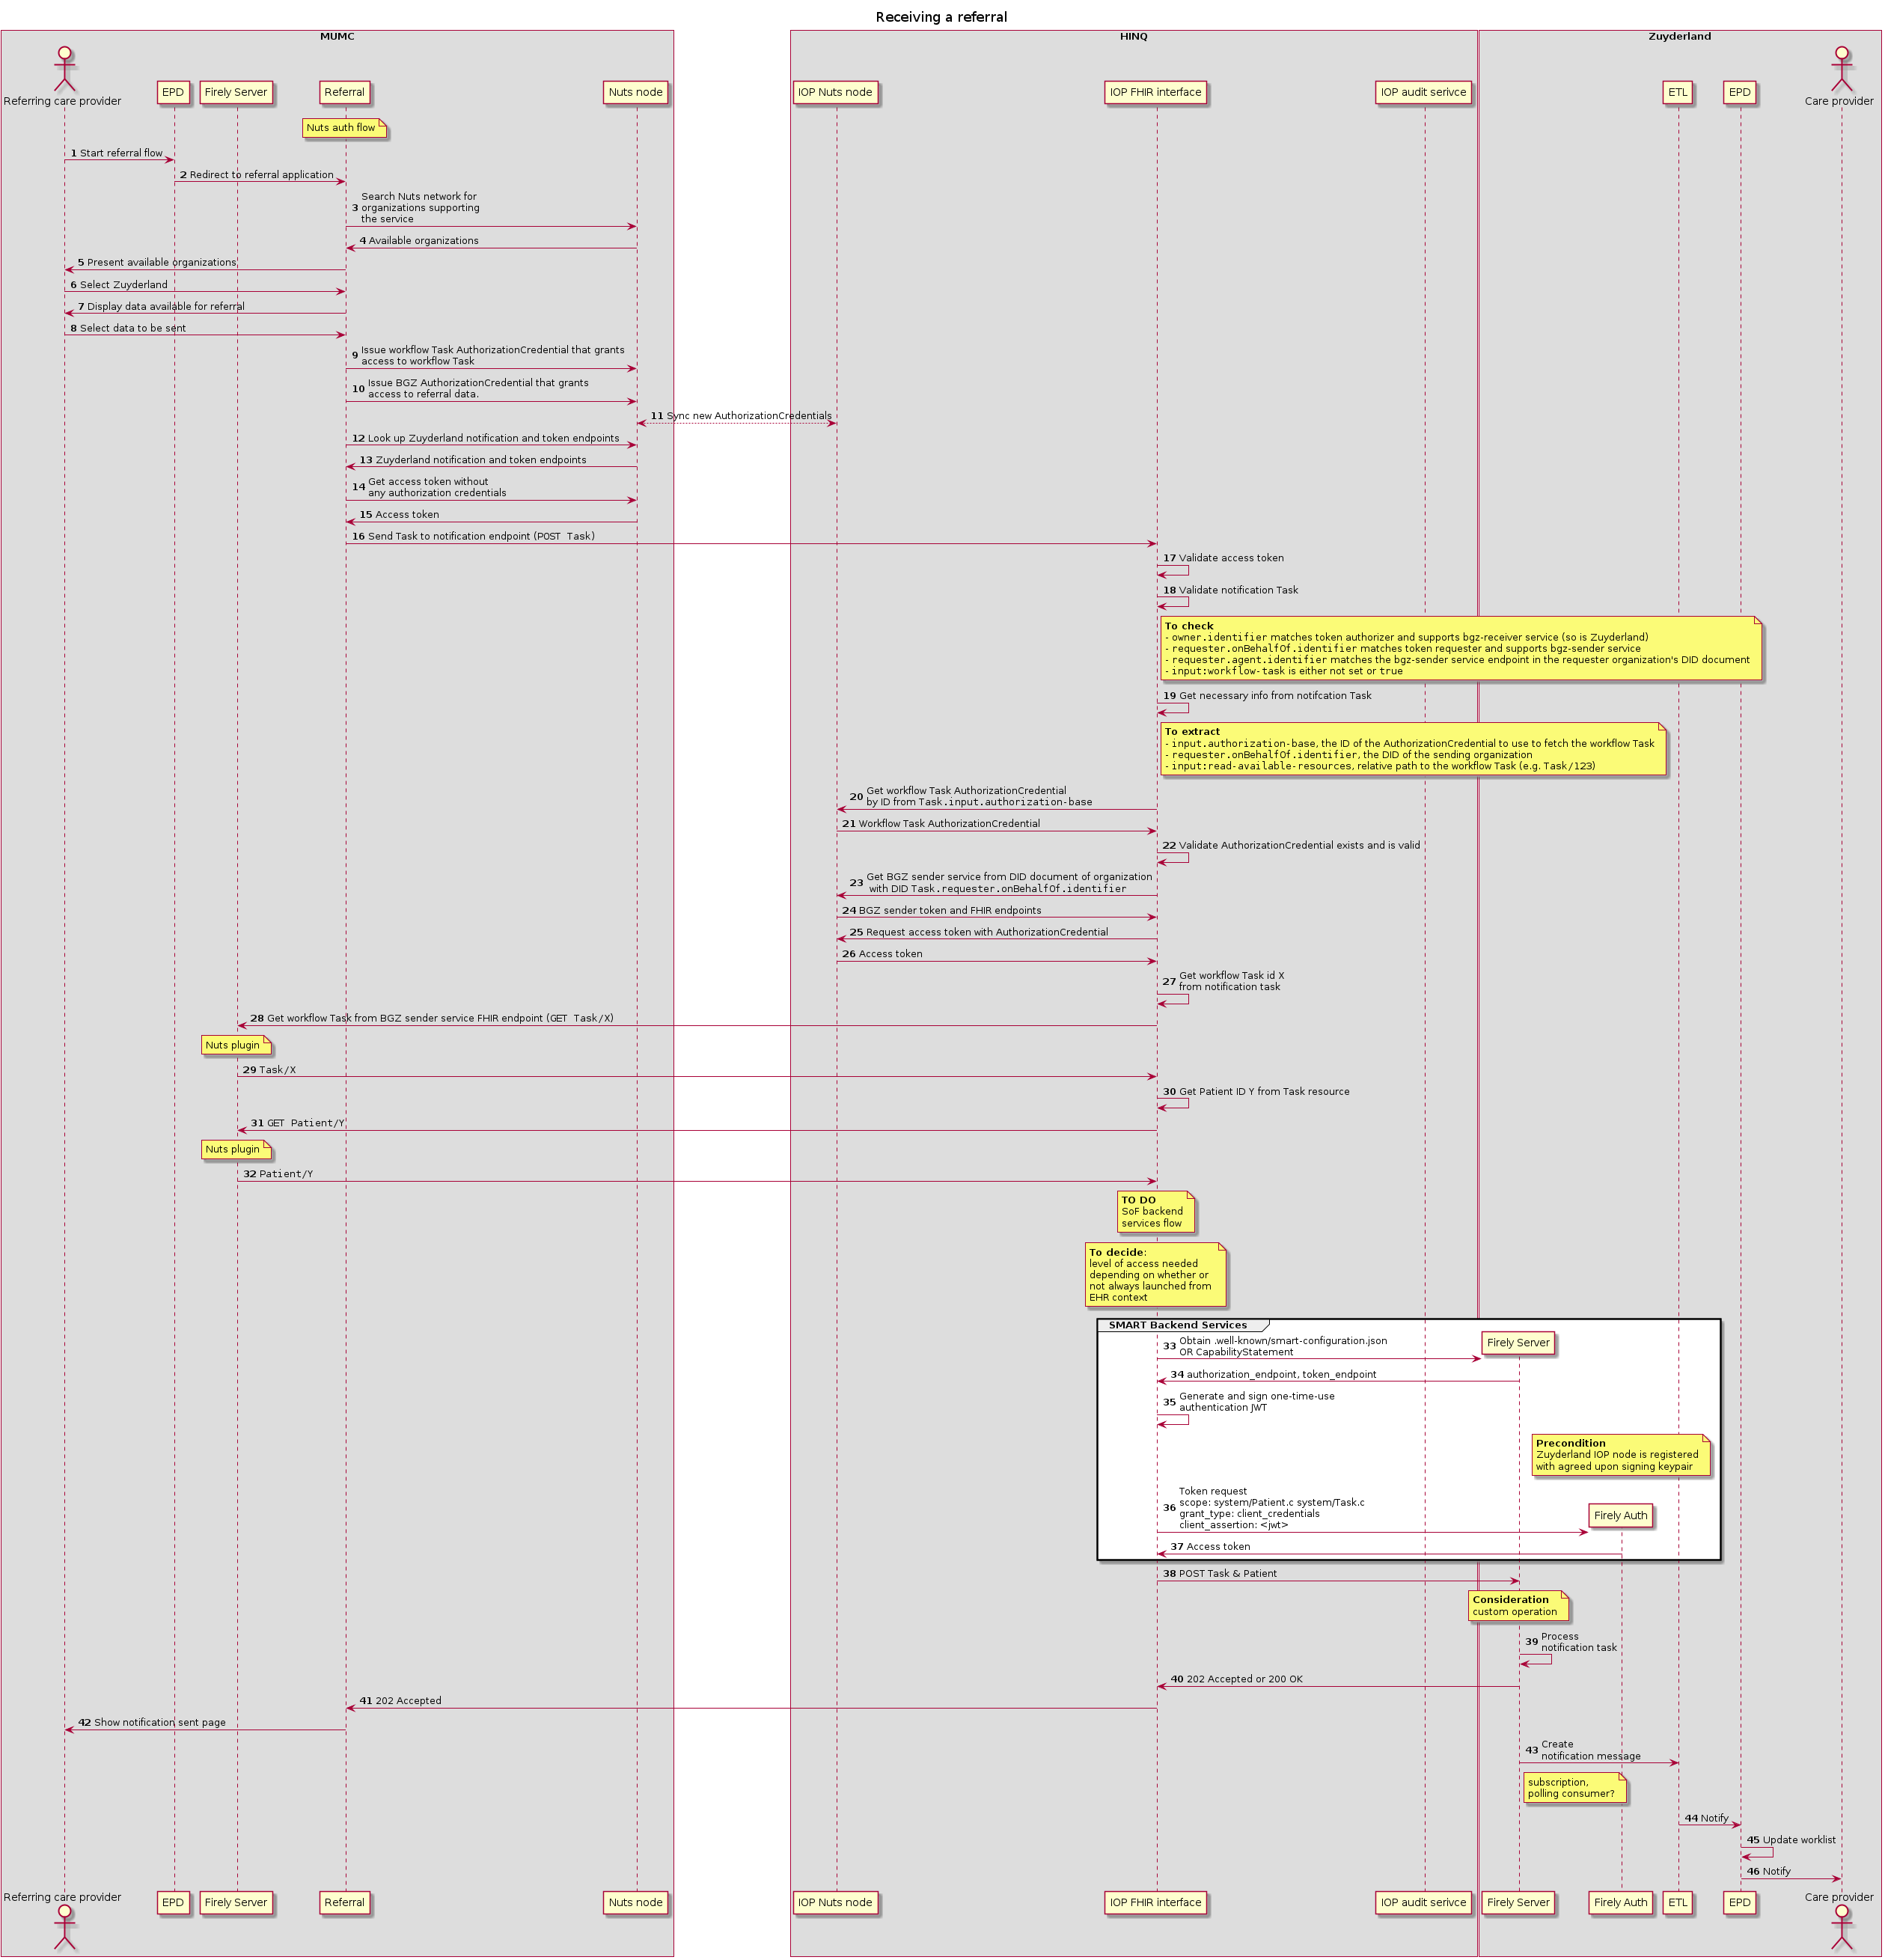 Receiving a referral
MUMC
HINQ
Zuyderland
Referring care provider
EPD
Firely Server
Referral
Nuts node
IOP Nuts node
IOP FHIR interface
IOP audit serivce
ETL
EPD
Care provider
Nuts auth flow
1 Start referral flow
2 Redirect to referral application
3 Search Nuts network for
organizations supporting
the service
4 Available organizations
5 Present available organizations
6 Select Zuyderland
7 Display data available for referral
8 Select data to be sent
9 Issue workflow Task AuthorizationCredential that grants
access to workflow Task
10 Issue BGZ AuthorizationCredential that grants
access to referral data.
11 Sync new AuthorizationCredentials
12 Look up Zuyderland notification and token endpoints
13 Zuyderland notification and token endpoints
14 Get access token without
any authorization credentials
15 Access token
16 Send Task to notification endpoint (POST Task)
17 Validate access token
18 Validate notification Task
To check
- owner.identifier matches token authorizer and supports bgz-receiver service (so is Zuyderland)
- requester.onBehalfOf.identifier matches token requester and supports bgz-sender service
- requester.agent.identifier matches the bgz-sender service endpoint in the requester organization's DID document
- input:workflow-task is either not set or true
19 Get necessary info from notifcation Task
To extract
- input.authorization-base, the ID of the AuthorizationCredential to use to fetch the workflow Task
- requester.onBehalfOf.identifier, the DID of the sending organization
- input:read-available-resources, relative path to the workflow Task (e.g. Task/123)
20 Get workflow Task AuthorizationCredential
by ID from Task.input.authorization-base
21 Workflow Task AuthorizationCredential
22 Validate AuthorizationCredential exists and is valid
23 Get BGZ sender service from DID document of organization
with DID Task.requester.onBehalfOf.identifier
24 BGZ sender token and FHIR endpoints
25 Request access token with AuthorizationCredential
26 Access token
27 Get workflow Task id X
from notification task
28 Get workflow Task from BGZ sender service FHIR endpoint (GET Task/X)
Nuts plugin
29 Task/X
30 Get Patient ID Y from Task resource
31 GET Patient/Y
Nuts plugin
32 Patient/Y
TO DO
SoF backend
services flow
To decide:
level of access needed
depending on whether or
not always launched from
EHR context
SMART Backend Services
33 Obtain .well-known/smart-configuration.json
OR CapabilityStatement
Firely Server
34 authorization_endpoint, token_endpoint
35 Generate and sign one-time-use
authentication JWT
Precondition
Zuyderland IOP node is registered
with agreed upon signing keypair
36 Token request
scope: system/Patient.c system/Task.c
grant_type: client_credentials
client_assertion: <jwt>
Firely Auth
37 Access token
38 POST Task & Patient
Consideration
custom operation
39 Process
notification task
40 202 Accepted or 200 OK
41 202 Accepted
42 Show notification sent page
43 Create
notification message
subscription,
polling consumer?
44 Notify
45 Update worklist
46 Notify
Referring care provider
EPD
Firely Server
Referral
Nuts node
IOP Nuts node
IOP FHIR interface
IOP audit serivce
Firely Server
Firely Auth
ETL
EPD
Care provider